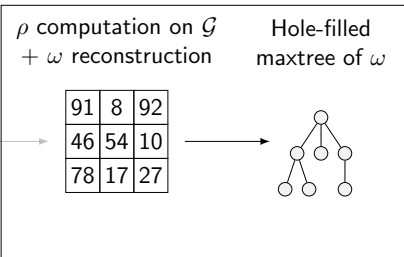 ρ computation on 𝒢
+ ω reconstruction
Hole-filled
maxtree of ω
91 8 92
46 54 10
78 17 27